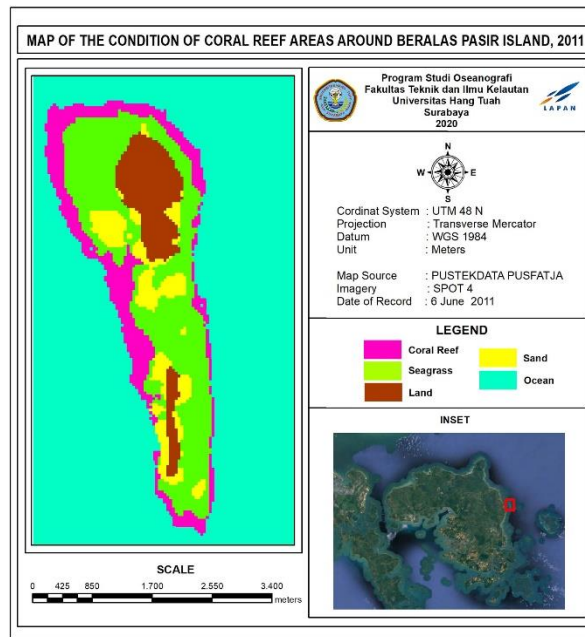 MAP OF THE CONDITION OF CORAL REEF AREAS AROUND BERALAS PASIR ISLAND, 2011
Program Studi Oseanografi
Fakultas Teknik dan Ilmu Kelautan
Universitas Hang Tuah
Surabaya
2020
LAPAN
N
W E
S
Cordinat System : UTM 48 N
Projection : Transverse Mercator
Datum : WGS 1984
Unit : Meters
Map Source : PUSTEKDATA PUSFATJA
Imagery : SPOT 4
Date of Record : 6 June 2011
LEGEND
Coral Reef
Seagrass
Land
Sand
Ocean
INSET
SCALE
0 425 850 1.700 2.550 3.400
meters